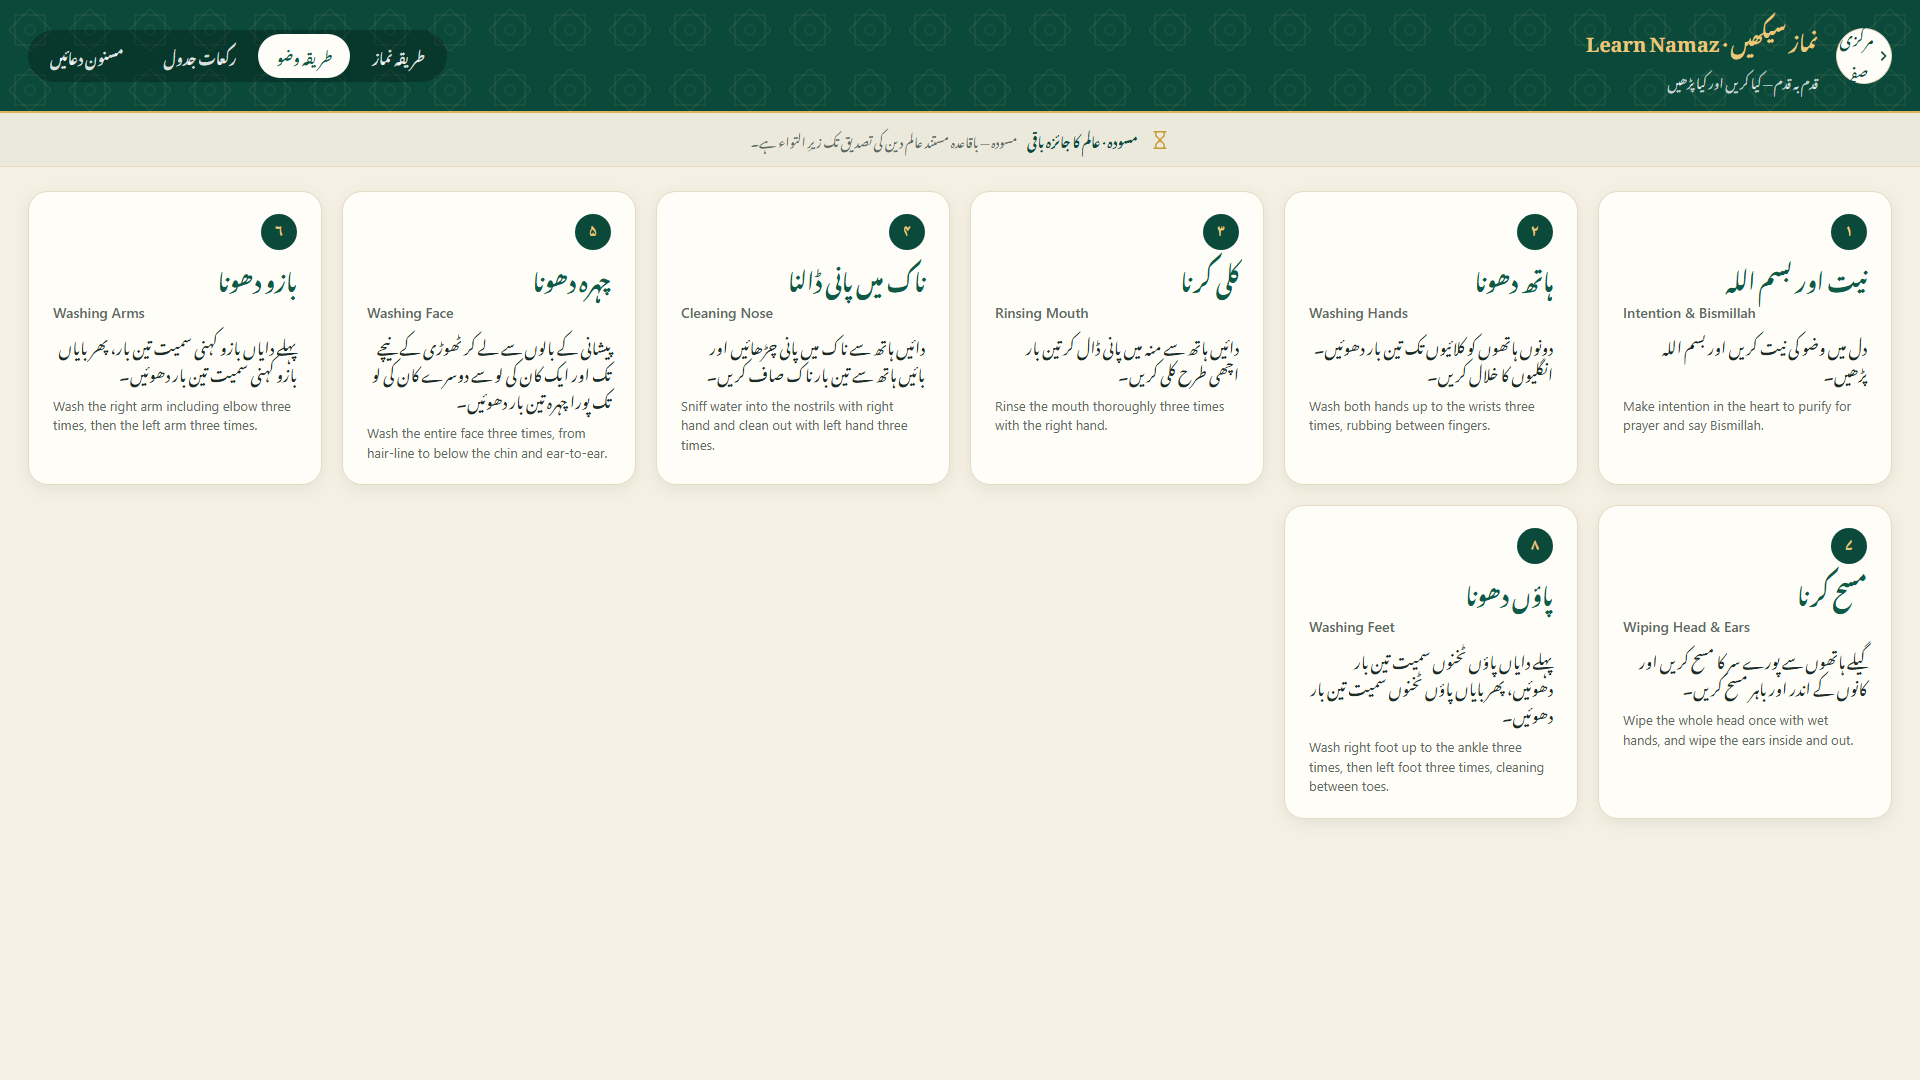 مرکزی
صفہ
نماز سیکھیں · Learn Namaz
قدم بہ قدم — کیا کریں اور کیا پڑھیں
طریقہ نماز
طریقہ وضو
رکعات جدول
مسنون دعائیں
مسودہ · عالم کا جائزہ باقی
مسودہ — باقاعدہ مستند عالم دین کی تصدیق تک زیرِ التواء ہے۔
۱
نیت اور بسم اللہ
Intention & Bismillah
دل میں وضو کی نیت کریں اور بسم اللہ
پڑھیں۔
Make intention in the heart to purify for
prayer and say Bismillah.
۲
ہاتھ دھونا
Washing Hands
دونوں ہاتھوں کو کلائیوں تک تین بار دھوئیں۔
انگلیوں کا خلال کریں۔
Wash both hands up to the wrists three
times, rubbing between fingers.
۳
کلی کرنا
Rinsing Mouth
دائیں ہاتھ سے منہ میں پانی ڈال کر تین بار
اچھی طرح کلی کریں۔
Rinse the mouth thoroughly three times
with the right hand.
۴
ناک میں پانی ڈالنا
Cleaning Nose
دائیں ہاتھ سے ناک میں پانی چڑھائیں اور
بائیں ہاتھ سے تین بار ناک صاف کریں۔
Sniff water into the nostrils with right
hand and clean out with left hand three
times.
۵
چہرہ دھونا
Washing Face
پیشانی کے بالوں سے لے کر ٹھوڑی کے نیچے
تک اور ایک کان کی لو سے دوسرے کان کی لو
تک پورا چہرہ تین بار دھوئیں۔
Wash the entire face three times, from
hair-line to below the chin and ear-to-ear.
۶
بازو دھونا
Washing Arms
پہلے دایاں بازو کہنی سمیت تین بار، پھر بایاں
بازو کہنی سمیت تین بار دھوئیں۔
Wash the right arm including elbow three
times, then the left arm three times.
۷
مسح کرنا
Wiping Head & Ears
گیلے ہاتھوں سے پورے سر کا مسح کریں اور
کانوں کے اندر اور باہر مسح کریں۔
Wipe the whole head once with wet
hands, and wipe the ears inside and out.
۸
پاؤں دھونا
Washing Feet
پہلے دایاں پاؤں ٹخنوں سمیت تین بار
دھوئیں، پھر بایاں پاؤں ٹخنوں سمیت تین بار
دھوئیں۔
Wash right foot up to the ankle three
times, then left foot three times, cleaning
between toes.